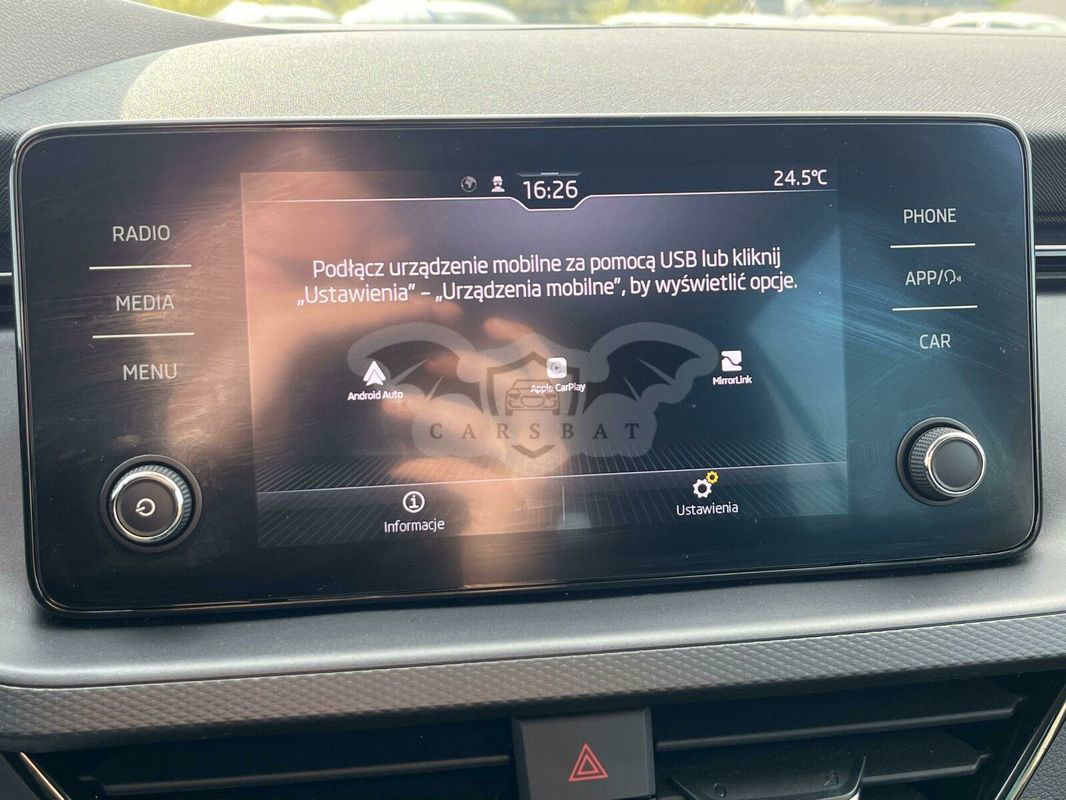 16:26
24.5°C
RADIO
MEDIA
MENU
Podłącz urządzenie mobilne za pomocą USB lub kliknij
„Ustawienia” – „Urządzenia mobilne”, by wyświetlić opcje.
Android Auto
Apple CarPlay
MirrorLink
CARSBAT
Informacje
Ustawienia
PHONE
APP/
CAR